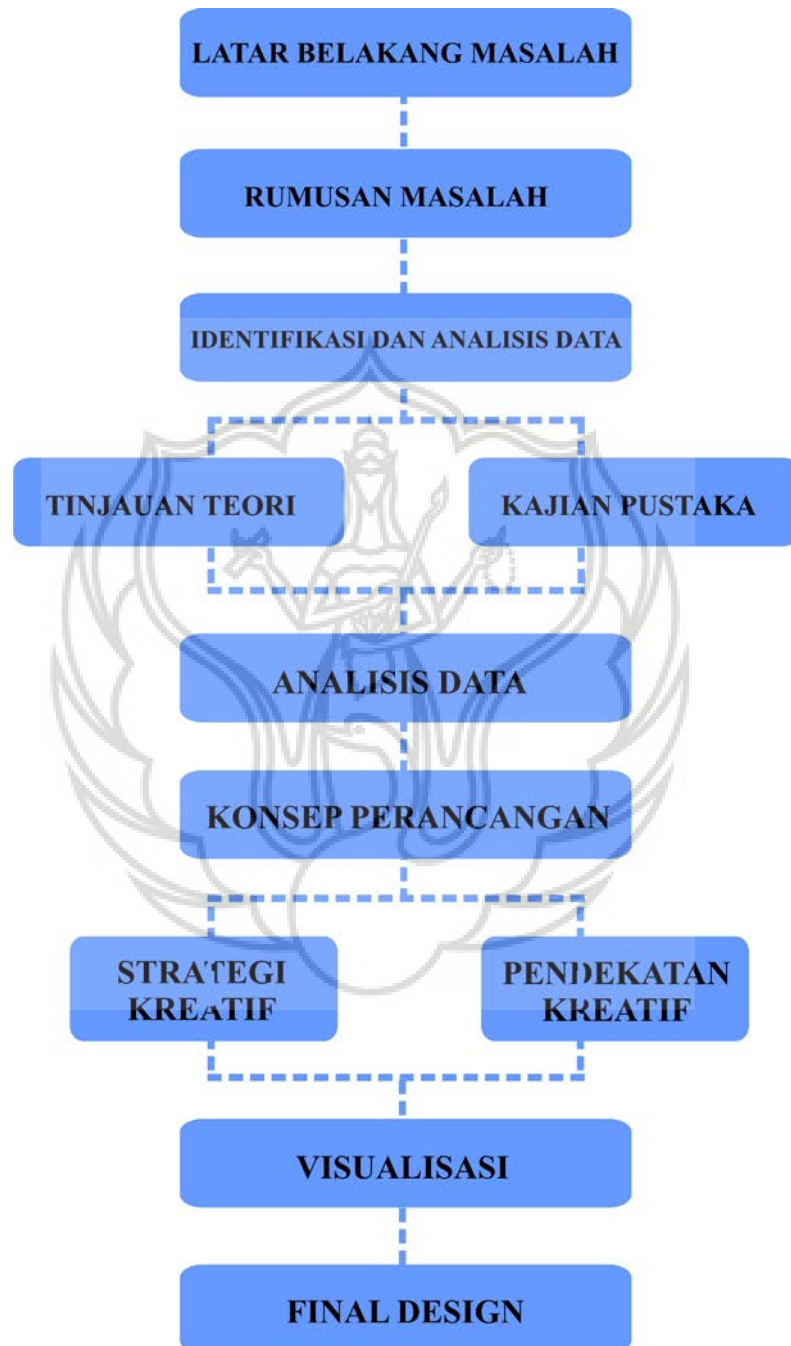 LATAR BELAKANG MASALAH
RUMUSAN MASALAH
IDENTIFIKASI DAN ANALISIS DATA
TINJAUAN TEORI
KAJIAN PUSTAKA
ANALISIS DATA
KONSEP PERANCANGAN
STRATEGI
KREATIF
PENDEKATAN
KREATIF
VISUALISASI
FINAL DESIGN